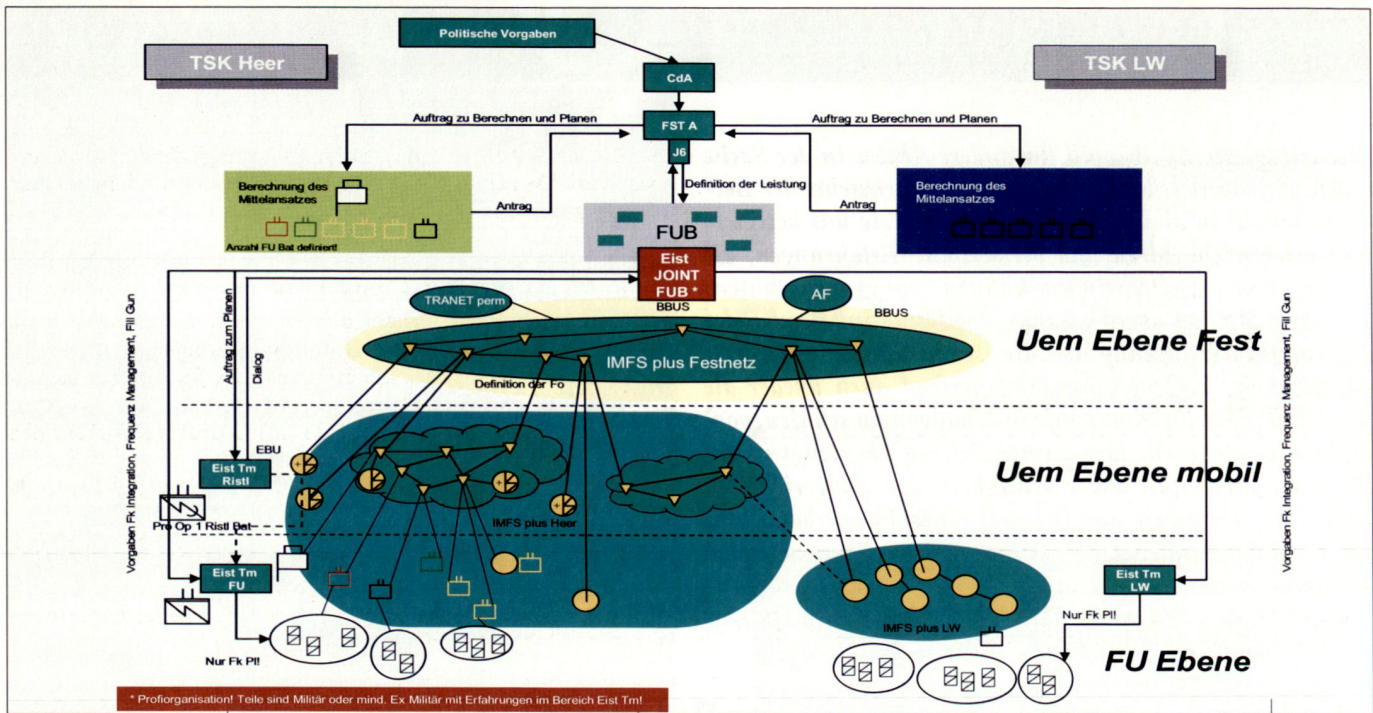 Politische Vorgaben
TSK Heer
TSK LW
CdA
Auftrag zu Berechnen und Planen
FST A
Auftrag zu Berechnen und Planen
J6
Berechnung des
Mittelansatzes
Definition der Leistung
Berechnung des
Mittelansatzes
Antrag
Antrag
FUB
Anzahl FU Bat definiert!
Eist
JOINT
FUB *
TRANET perm
BBUS
AF
BBUS
Uem Ebene Fest
IMFS plus Festnetz
Definition der Fo
Vorgaben Fk Integration, Frequenz Management, Fill Gun
Auftrag zum Planen
Dialog
Vorgaben Fk Integration, Frequenz Management, Fill Gun
EBU
Eist Tm
Ristl
Uem Ebene mobil
IMFS plus Heer
Pro Op 1 Ristl Bat
Eist Tm
FU
Eist Tm
LW
IMFS plus LW
Nur Fk Pl!
Nur Fk Pl!
FU Ebene
* Profiorganisation! Teile sind Militär oder mind. Ex Militär mit Erfahrungen im Bereich Eist Tm!